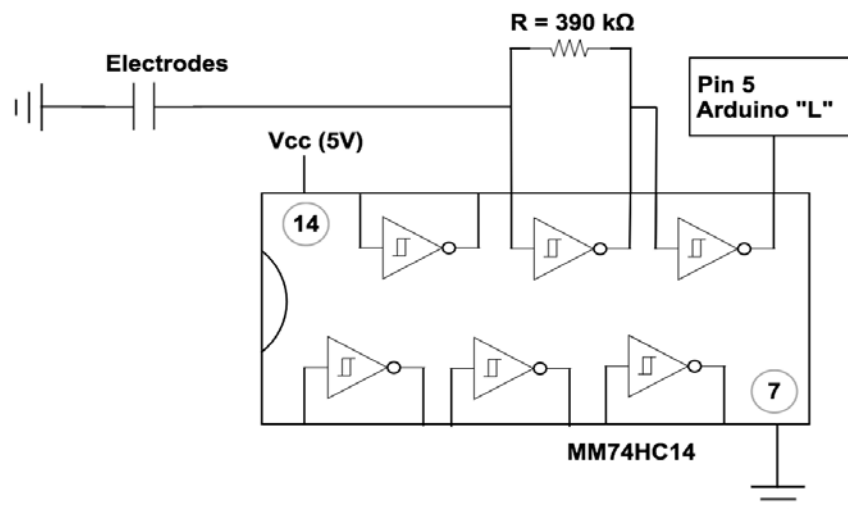 R = 390 kΩ
Electrodes
Pin 5
Arduino "L"
Vcc (5V)
14
7
MM74HC14